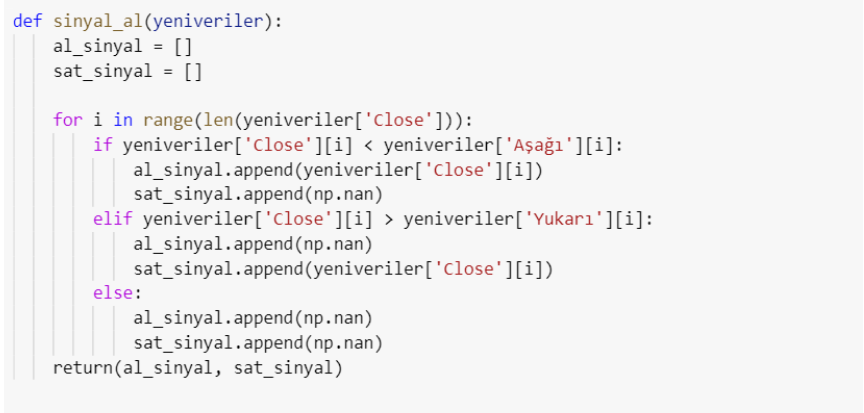 def sinyal_al(yeniveriler):
    al_sinyal = []
    sat_sinyal = []
    for i in range(len(yeniveriler['Close'])):
        if yeniveriler['Close'][i] < yeniveriler['Aşağı'][i]:
            al_sinyal.append(yeniveriler['Close'][i])
            sat_sinyal.append(np.nan)
        elif yeniveriler['Close'][i] > yeniveriler['Yukarı'][i]:
            al_sinyal.append(np.nan)
            sat_sinyal.append(yeniveriler['Close'][i])
        else:
            al_sinyal.append(np.nan)
            sat_sinyal.append(np.nan)
    return(al_sinyal, sat_sinyal)